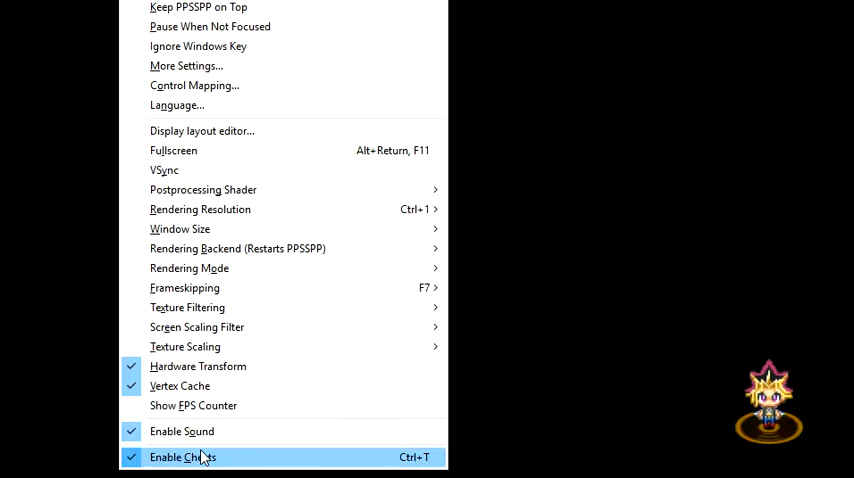 Keep PPSSPP on Top
Pause When Not Focused
Ignore Windows Key
More Settings...
Control Mapping...
Language...
Display layout editor...
Fullscreen Alt+Return, F11
VSync
Postprocessing Shader
Rendering Resolution Ctrl+1
Window Size
Rendering Backend (Restarts PPSSPP)
Rendering Mode
Frameskipping F7
Texture Filtering
Screen Scaling Filter
Texture Scaling
Hardware Transform
Vertex Cache
Show FPS Counter
Enable Sound
Enable Cheats Ctrl+T